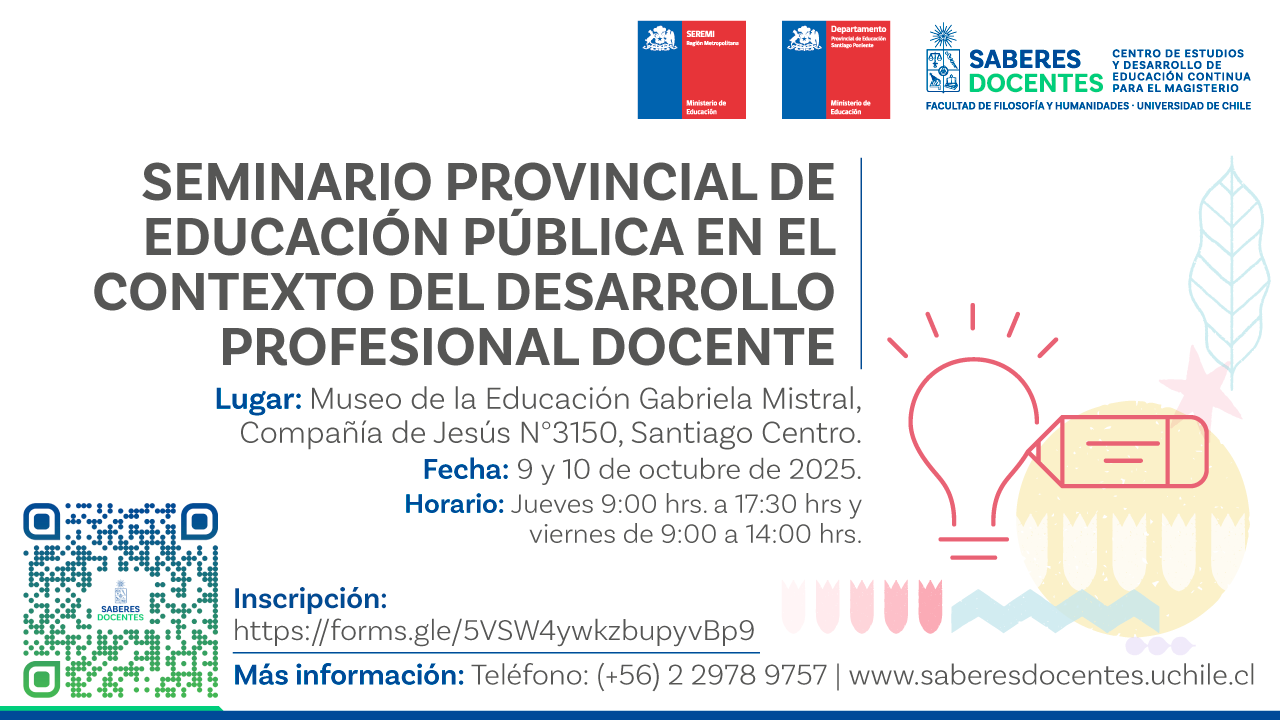 SEREMI
Región Metropolitana
Ministerio de
Educación
Departamento
Provincial de Educación
Santiago Poniente
Ministerio de
Educación
SABERES
DOCENTES
CENTRO DE ESTUDIOS
Y DESARROLLO DE
EDUCACIÓN CONTINUA
PARA EL MAGISTERIO
FACULTAD DE FILOSOFÍA Y HUMANIDADES · UNIVERSIDAD DE CHILE
SEMINARIO PROVINCIAL DE
EDUCACIÓN PÚBLICA EN EL
CONTEXTO DEL DESARROLLO
PROFESIONAL DOCENTE
Lugar: Museo de la Educación Gabriela Mistral,
Compañía de Jesús N°3150, Santiago Centro.
Fecha: 9 y 10 de octubre de 2025.
Horario: Jueves 9:00 hrs. a 17:30 hrs y
viernes de 9:00 a 14:00 hrs.
SABERES
DOCENTES
Inscripción:
https://forms.gle/5VSW4ywkzbupyvBp9
Más información: Teléfono: (+56) 2 2978 9757 | www.saberesdocentes.uchile.cl